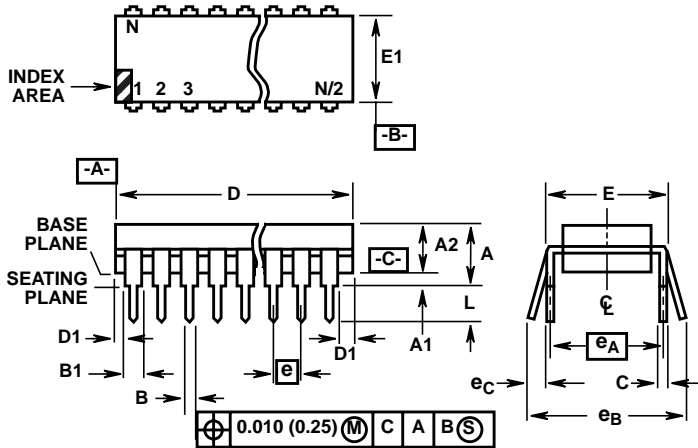 N
INDEX
AREA
1 2 3 N/2
E1
-B-
-A-
D
E
BASE
PLANE
A2
A
-C-
SEATING
PLANE
L
℄
D1
A1
D1
eA
B1
e
eC
C
B
eB
⌖ 0.010 (0.25) Ⓜ C A B Ⓢ